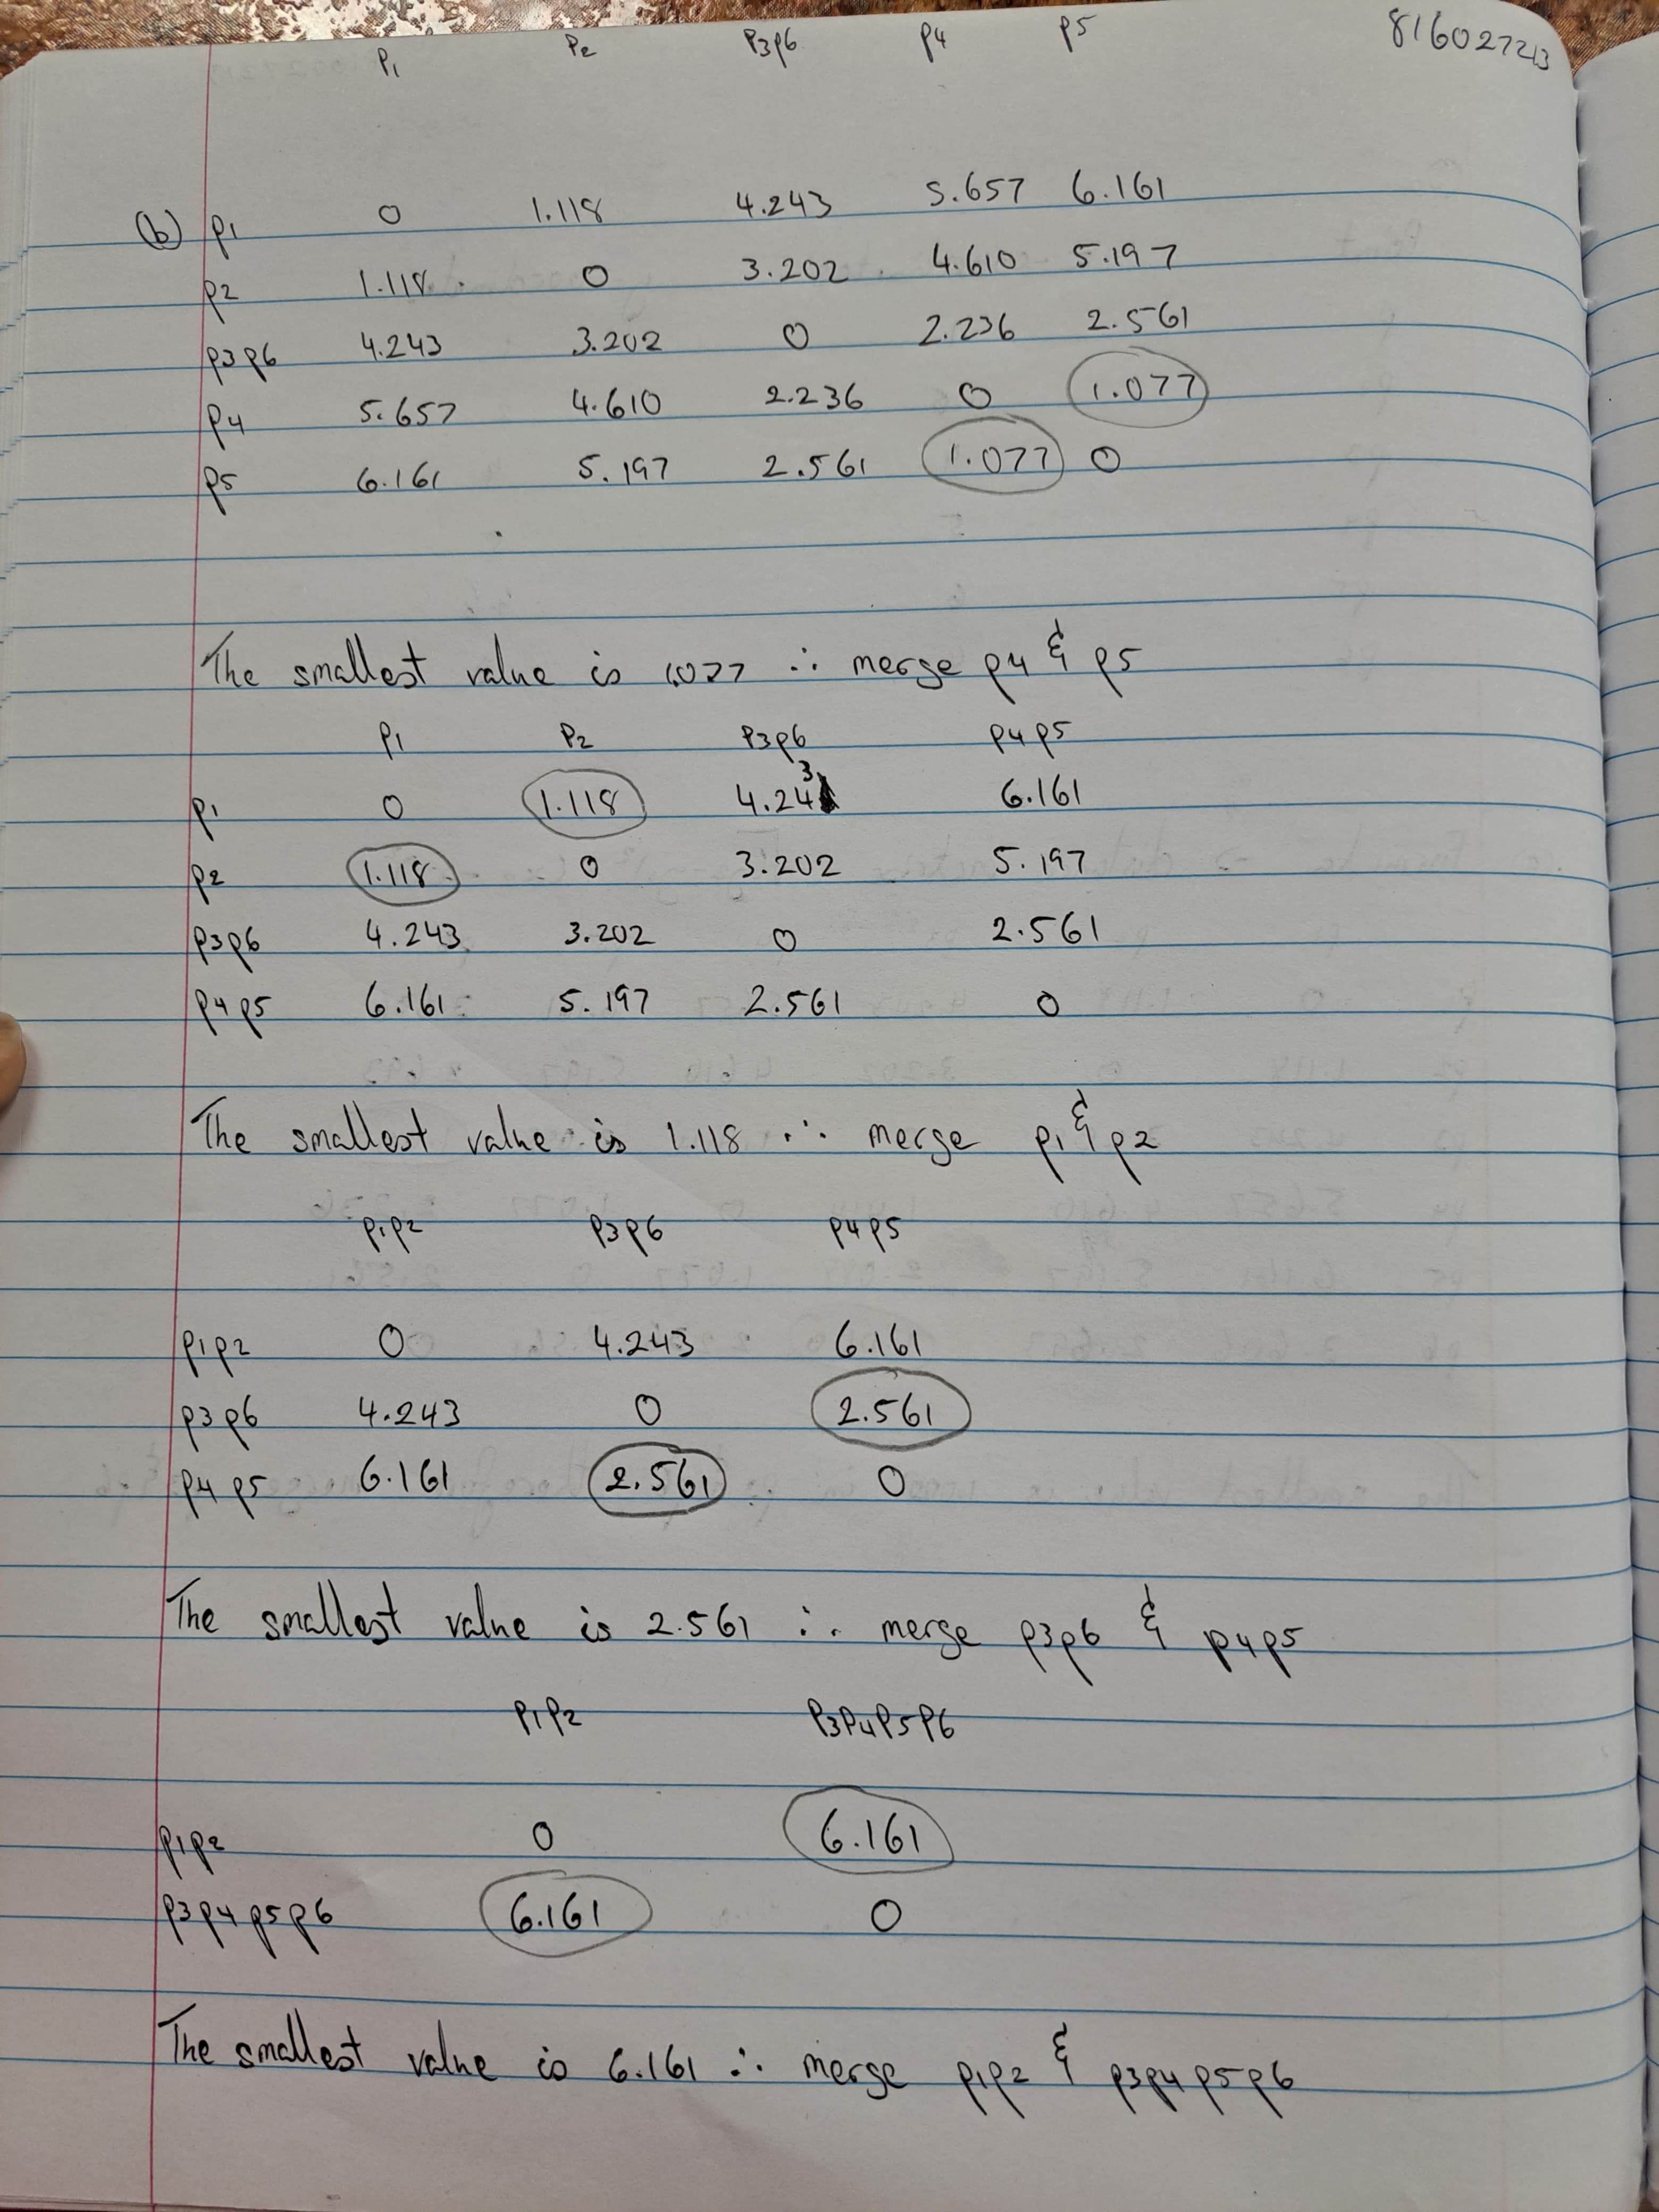 816027213
P1 P2 P3p6 p4 p5
(b) p1 0 1.118 4.243 5.657 6.161
p2 1.118 0 3.202 4.610 5.197
p3p6 4.243 3.202 0 2.236 2.561
p4 5.657 4.610 2.236 0 1.077
p5 6.161 5.197 2.561 1.077 0
The smallest value is 1.077 ∴ merge p4 & p5
P1 P2 P3p6 p4p5
p1 0 1.118 4.243 6.161
p2 1.118 0 3.202 5.197
p3p6 4.243 3.202 0 2.561
p4p5 6.161 5.197 2.561 0
The smallest value is 1.118 ∴ merge p1 & p2
p1p2 p3p6 p4p5
p1p2 0 4.243 6.161
p3p6 4.243 0 2.561
p4p5 6.161 2.561 0
The smallest value is 2.561 ∴ merge p3p6 & p4p5
P1P2 P3P4P5P6
p1p2 0 6.161
p3p4p5p6 6.161 0
The smallest value is 6.161 ∴ merge p1p2 & p3p4p5p6